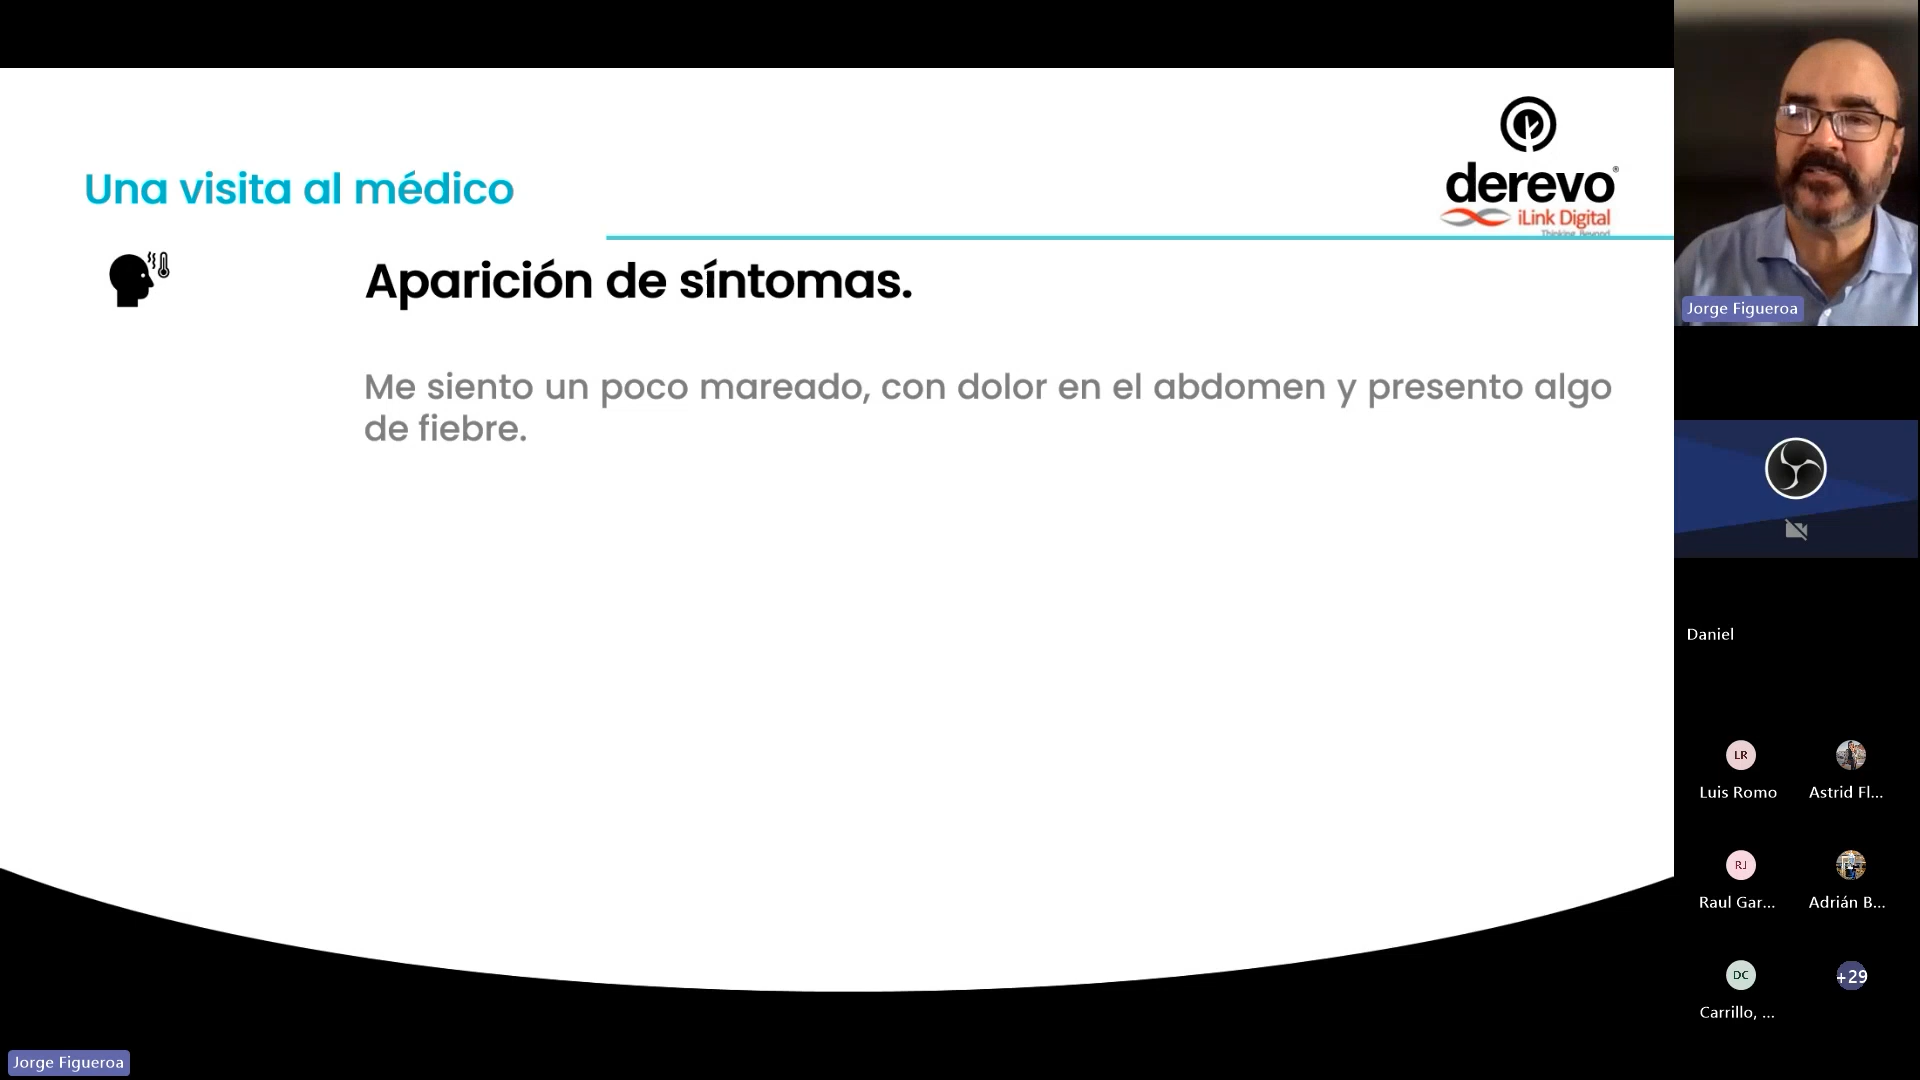 Una visita al médico
derevo®
iLink Digital
Thinking. Beyond.
Aparición de síntomas.
Me siento un poco mareado, con dolor en el abdomen y presento algo
de fiebre.
Jorge Figueroa
Daniel
LR
Luis Romo
Astrid Fl...
RJ
Raul Gar...
Adrián B...
DC
Carrillo, ...
+29
Jorge Figueroa